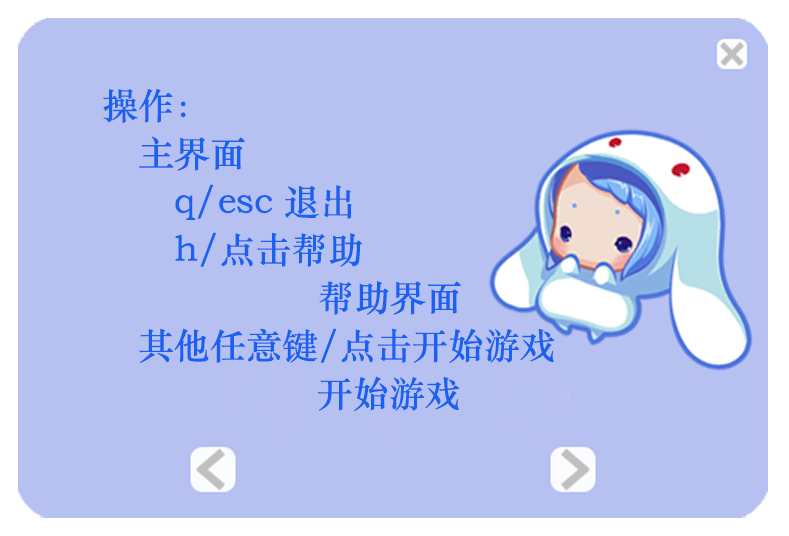 操作：
主界面
q/esc 退出
h/点击帮助
帮助界面
其他任意键/点击开始游戏
开始游戏